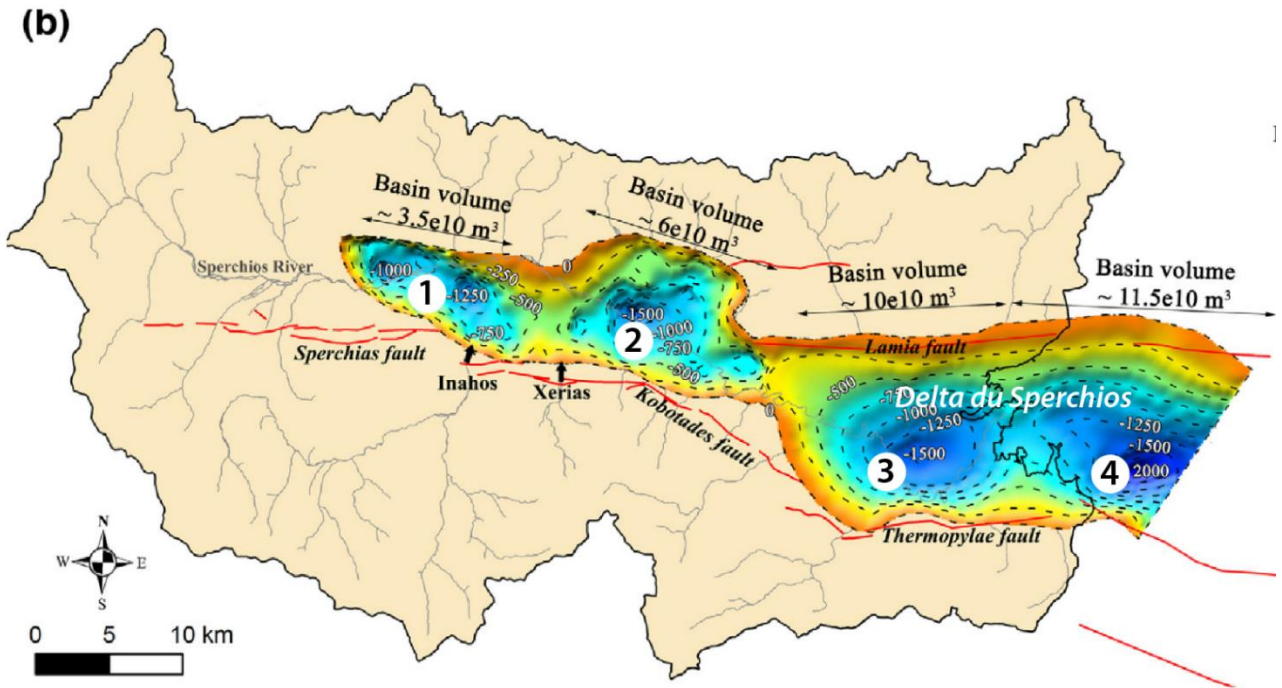 (b)
Basin volume
~ 3.5e10 m³
Basin volume
~ 6e10 m³
Basin volume
~ 10e10 m³
Basin volume
~ 11.5e10 m³
Sperchios River
-1000
1
-1250
-750
-250
-500
0
-1500
2
-1000
-750
-500
0
Sperchias fault
Inahos
Xerias
Kobotades fault
Lamia fault
Delta du Sperchios
-500
-750
-1000
-1250
-1500
3
-1250
-1500
2000
4
Thermopylae fault
N
W
E
S
0 5 10 km